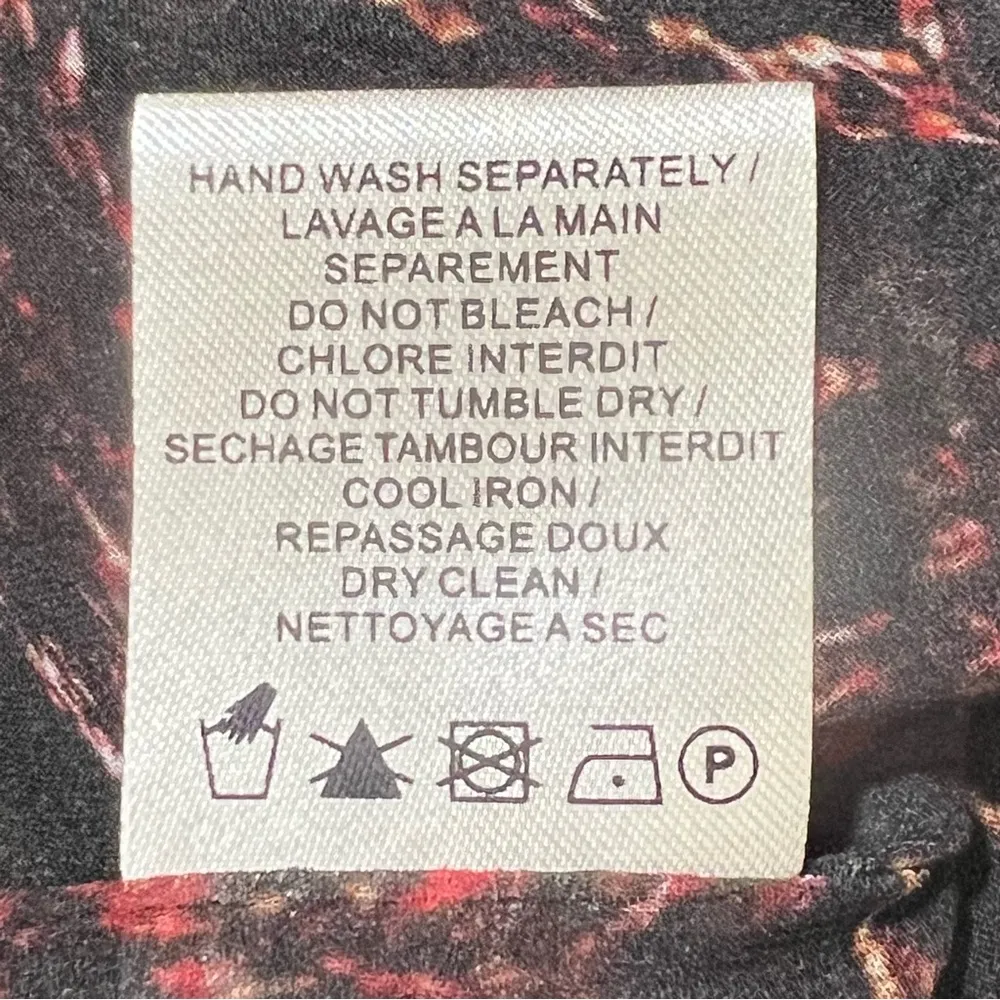 HAND WASH SEPARATELY /
LAVAGE A LA MAIN
SEPAREMENT
DO NOT BLEACH /
CHLORE INTERDIT
DO NOT TUMBLE DRY /
SECHAGE TAMBOUR INTERDIT
COOL IRON /
REPASSAGE DOUX
DRY CLEAN /
NETTOYAGE A SEC
P